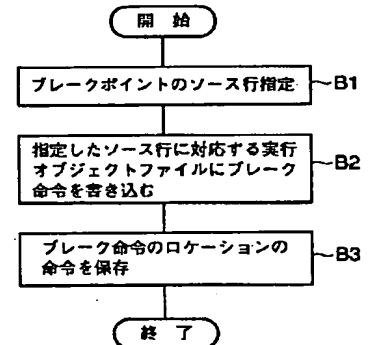 開 始
ブレークポイントのソース行指定
B1
指定したソース行に対応する実行
オブジェクトファイルにブレーク
命令を書き込む
B2
ブレーク命令のロケーションの
命令を保存
B3
終 了